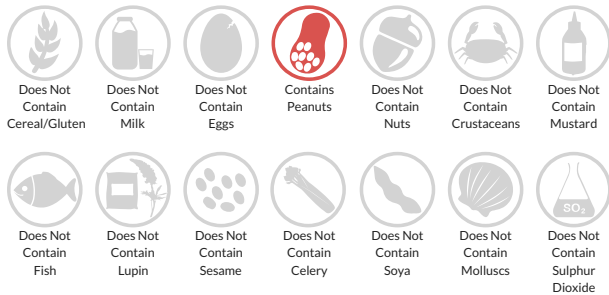 Does Not
Contain
Cereal/Gluten
Does Not
Contain
Milk
Does Not
Contain
Eggs
Contains
Peanuts
Does Not
Contain
Nuts
Does Not
Contain
Crustaceans
Does Not
Contain
Mustard
Does Not
Contain
Fish
Does Not
Contain
Lupin
Does Not
Contain
Sesame
Does Not
Contain
Celery
Does Not
Contain
Soya
Does Not
Contain
Molluscs
SO₂
Does Not
Contain
Sulphur
Dioxide